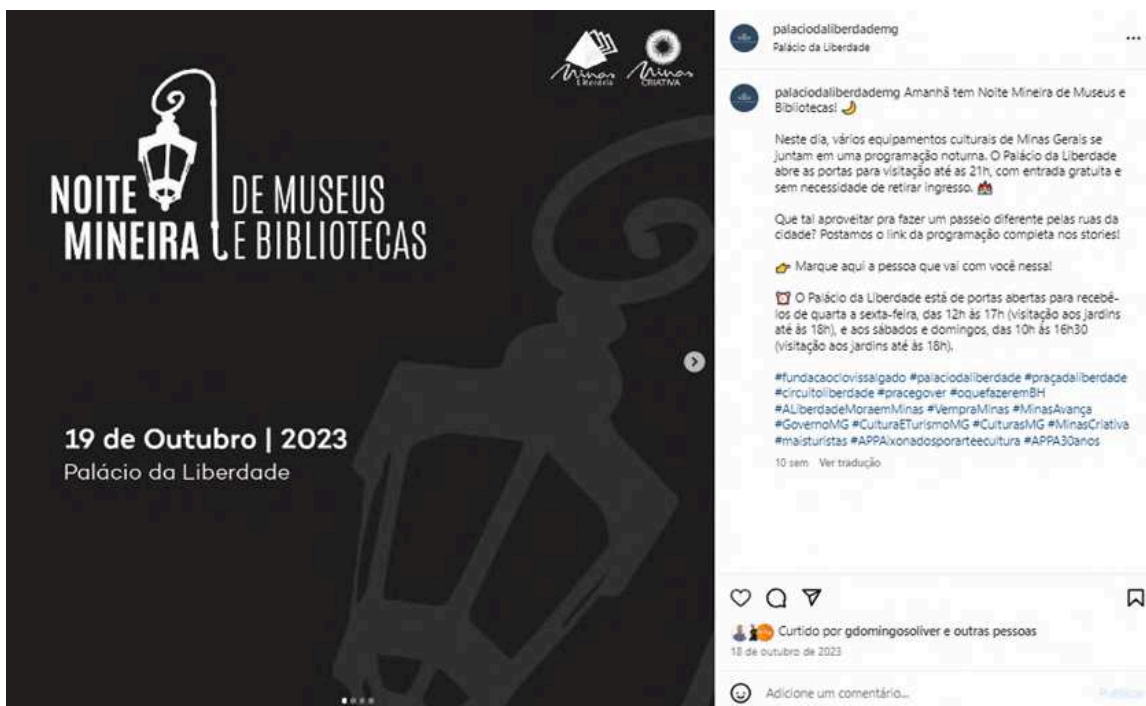 Minas
Literária
Minas
CRIATIVA
NOITE DE MUSEUS
MINEIRA E BIBLIOTECAS
19 de Outubro | 2023
Palácio da Liberdade
palaciodaliberdademg
Palácio da Liberdade
palaciodaliberdademg Amanhã tem Noite Mineira de Museus e
Bibliotecas! 🌙
Neste dia, vários equipamentos culturais de Minas Gerais se
juntam em uma programação noturna. O Palácio da Liberdade
abre as portas para visitação até as 21h, com entrada gratuita e
sem necessidade de retirar ingresso. 🏘️
Que tal aproveitar pra fazer um passeio diferente pelas ruas da
cidade? Postamos o link da programação completa nos stories!
👉 Marque aqui a pessoa que vai com você nessa!
⏰ O Palácio da Liberdade está de portas abertas para recebê-
los de quarta a sexta-feira, das 12h às 17h (visitação aos jardins
até às 18h), e aos sábados e domingos, das 10h às 16h30
(visitação aos jardins até às 18h).
#fundacaoclovissalgado #palaciodaliberdade #praçadaliberdade
#circuitoliberdade #pracegover #oquefazeremBH
#ALiberdadeMoraemMinas #VempraMinas #MinasAvança
#GovernoMG #CulturaETurismoMG #CulturasMG #MinasCriativa
#maisturistas #APPAixonadosporarteecultura #APPA30anos
10 sem Ver tradução
Curtido por gdomingosoliver e outras pessoas
18 de outubro de 2023
Adicione um comentário... Publicar